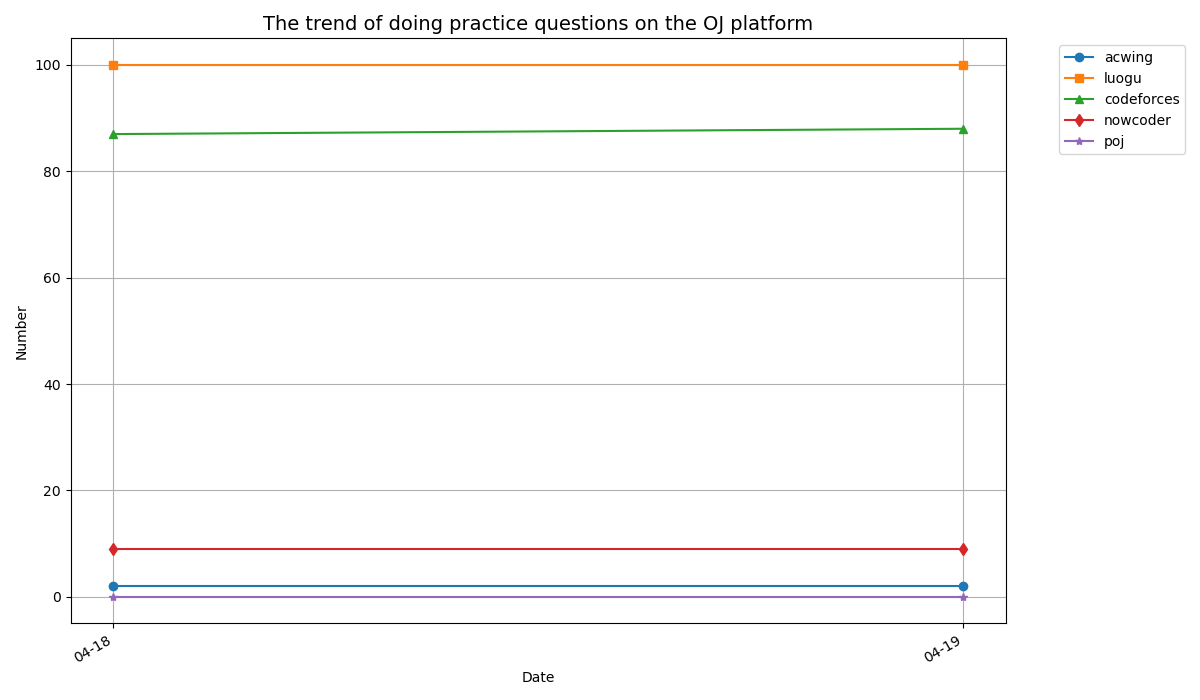 The trend of doing practice questions on the OJ platform
acwing
luogu
codeforces
nowcoder
poj
100
80
60
40
20
0
Number
04-18
04-19
Date